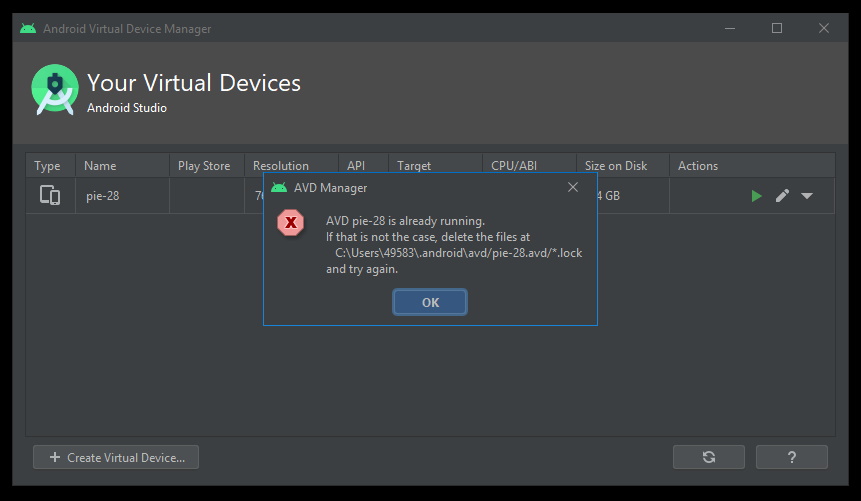 Android Virtual Device Manager
Your Virtual Devices
Android Studio
Type Name Play Store Resolution API Target CPU/ABI Size on Disk Actions
pie-28 4 GB
AVD Manager
AVD pie-28 is already running.
If that is not the case, delete the files at
C:\Users\49583\.android\avd/pie-28.avd/*.lock
and try again.
OK
+ Create Virtual Device...
?